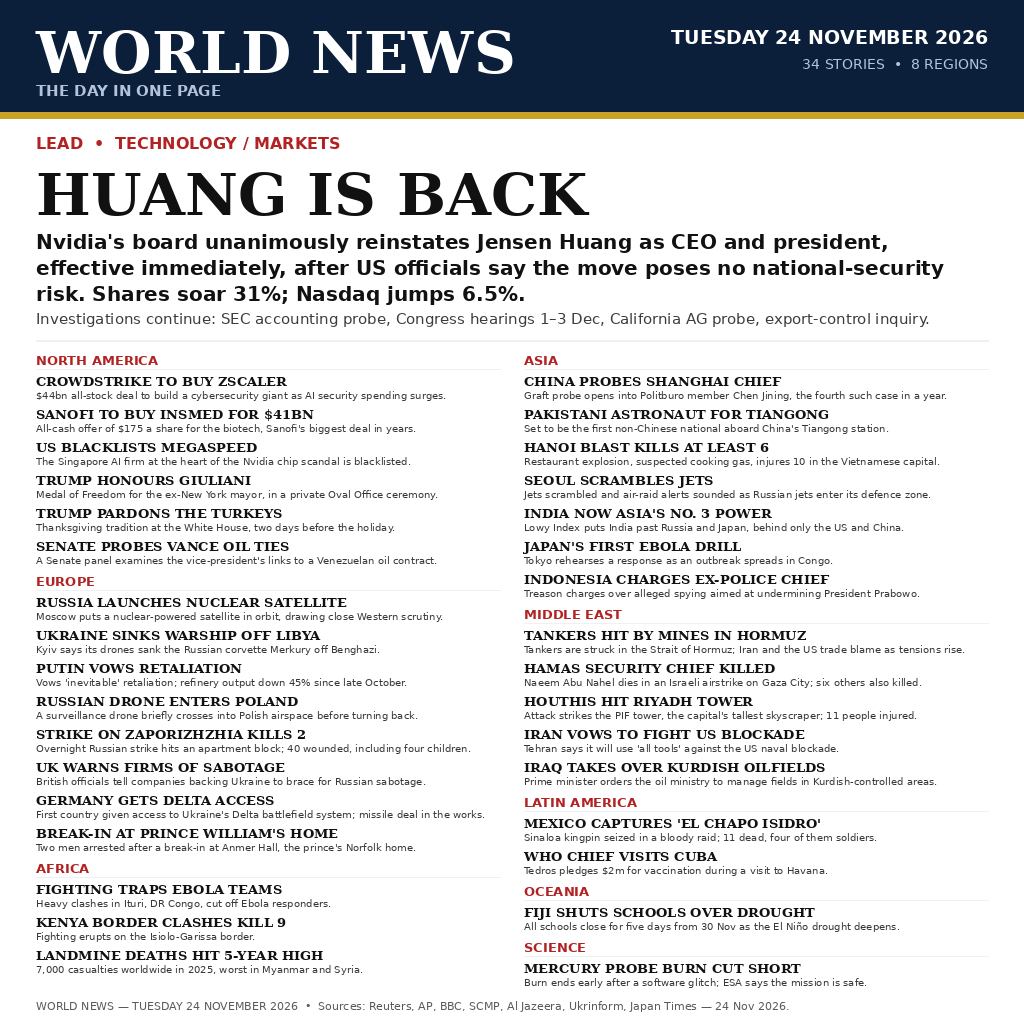 WORLD NEWS
THE DAY IN ONE PAGE
TUESDAY 24 NOVEMBER 2026
34 STORIES • 8 REGIONS
LEAD • TECHNOLOGY / MARKETS
HUANG IS BACK
Nvidia's board unanimously reinstates Jensen Huang as CEO and president,
effective immediately, after US officials say the move poses no national-security
risk. Shares soar 31%; Nasdaq jumps 6.5%.
Investigations continue: SEC accounting probe, Congress hearings 1–3 Dec, California AG probe, export-control inquiry.
NORTH AMERICA
CROWDSTRIKE TO BUY ZSCALER
$44bn all-stock deal to build a cybersecurity giant as AI security spending surges.
SANOFI TO BUY INSMED FOR $41BN
All-cash offer of $175 a share for the biotech, Sanofi's biggest deal in years.
US BLACKLISTS MEGASPEED
The Singapore AI firm at the heart of the Nvidia chip scandal is blacklisted.
TRUMP HONOURS GIULIANI
Medal of Freedom for the ex-New York mayor, in a private Oval Office ceremony.
TRUMP PARDONS THE TURKEYS
Thanksgiving tradition at the White House, two days before the holiday.
SENATE PROBES VANCE OIL TIES
A Senate panel examines the vice-president's links to a Venezuelan oil contract.
EUROPE
RUSSIA LAUNCHES NUCLEAR SATELLITE
Moscow puts a nuclear-powered satellite in orbit, drawing close Western scrutiny.
UKRAINE SINKS WARSHIP OFF LIBYA
Kyiv says its drones sank the Russian corvette Merkury off Benghazi.
PUTIN VOWS RETALIATION
Vows 'inevitable' retaliation; refinery output down 45% since late October.
RUSSIAN DRONE ENTERS POLAND
A surveillance drone briefly crosses into Polish airspace before turning back.
STRIKE ON ZAPORIZHZHIA KILLS 2
Overnight Russian strike hits an apartment block; 40 wounded, including four children.
UK WARNS FIRMS OF SABOTAGE
British officials tell companies backing Ukraine to brace for Russian sabotage.
GERMANY GETS DELTA ACCESS
First country given access to Ukraine's Delta battlefield system; missile deal in the works.
BREAK-IN AT PRINCE WILLIAM'S HOME
Two men arrested after a break-in at Anmer Hall, the prince's Norfolk home.
AFRICA
FIGHTING TRAPS EBOLA TEAMS
Heavy clashes in Ituri, DR Congo, cut off Ebola responders.
KENYA BORDER CLASHES KILL 9
Fighting erupts on the Isiolo-Garissa border.
LANDMINE DEATHS HIT 5-YEAR HIGH
7,000 casualties worldwide in 2025, worst in Myanmar and Syria.
ASIA
CHINA PROBES SHANGHAI CHIEF
Graft probe opens into Politburo member Chen Jining, the fourth such case in a year.
PAKISTANI ASTRONAUT FOR TIANGONG
Set to be the first non-Chinese national aboard China's Tiangong station.
HANOI BLAST KILLS AT LEAST 6
Restaurant explosion, suspected cooking gas, injures 10 in the Vietnamese capital.
SEOUL SCRAMBLES JETS
Jets scrambled and air-raid alerts sounded as Russian jets enter its defence zone.
INDIA NOW ASIA'S NO. 3 POWER
Lowy Index puts India past Russia and Japan, behind only the US and China.
JAPAN'S FIRST EBOLA DRILL
Tokyo rehearses a response as an outbreak spreads in Congo.
INDONESIA CHARGES EX-POLICE CHIEF
Treason charges over alleged spying aimed at undermining President Prabowo.
MIDDLE EAST
TANKERS HIT BY MINES IN HORMUZ
Tankers are struck in the Strait of Hormuz; Iran and the US trade blame as tensions rise.
HAMAS SECURITY CHIEF KILLED
Naeem Abu Nahel dies in an Israeli airstrike on Gaza City; six others also killed.
HOUTHIS HIT RIYADH TOWER
Attack strikes the PIF tower, the capital's tallest skyscraper; 11 people injured.
IRAN VOWS TO FIGHT US BLOCKADE
Tehran says it will use 'all tools' against the US naval blockade.
IRAQ TAKES OVER KURDISH OILFIELDS
Prime minister orders the oil ministry to manage fields in Kurdish-controlled areas.
LATIN AMERICA
MEXICO CAPTURES 'EL CHAPO ISIDRO'
Sinaloa kingpin seized in a bloody raid; 11 dead, four of them soldiers.
WHO CHIEF VISITS CUBA
Tedros pledges $2m for vaccination during a visit to Havana.
OCEANIA
FIJI SHUTS SCHOOLS OVER DROUGHT
All schools close for five days from 30 Nov as the El Niño drought deepens.
SCIENCE
MERCURY PROBE BURN CUT SHORT
Burn ends early after a software glitch; ESA says the mission is safe.
WORLD NEWS — TUESDAY 24 NOVEMBER 2026 • Sources: Reuters, AP, BBC, SCMP, Al Jazeera, Ukrinform, Japan Times — 24 Nov 2026.